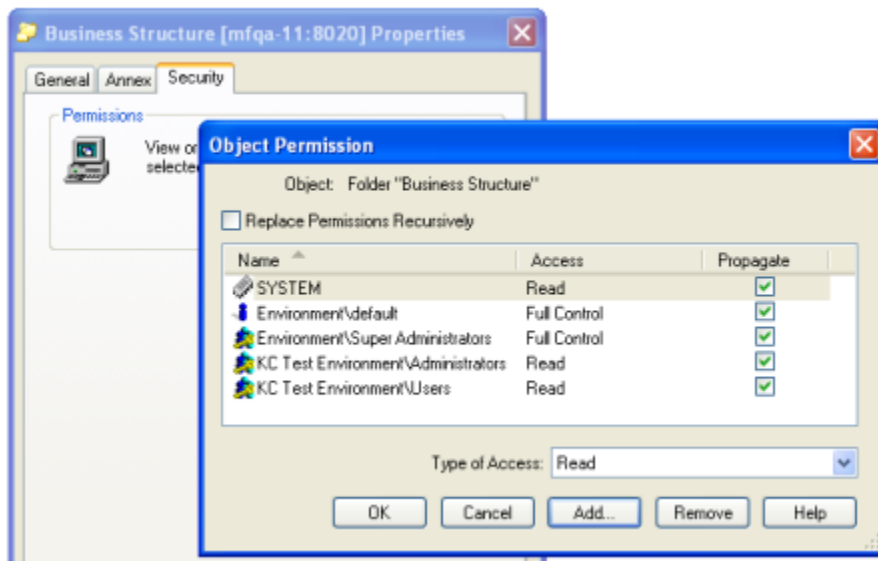 Business Structure [mfqa-11:8020] Properties
General Annex Security
Permissions
View or
selected
Object Permission
Object: Folder "Business Structure"
Replace Permissions Recursively
Name Access Propagate
SYSTEM Read
Environment\default Full Control
Environment\Super Administrators Full Control
KC Test Environment\Administrators Read
KC Test Environment\Users Read
Type of Access: Read
OK Cancel Add... Remove Help